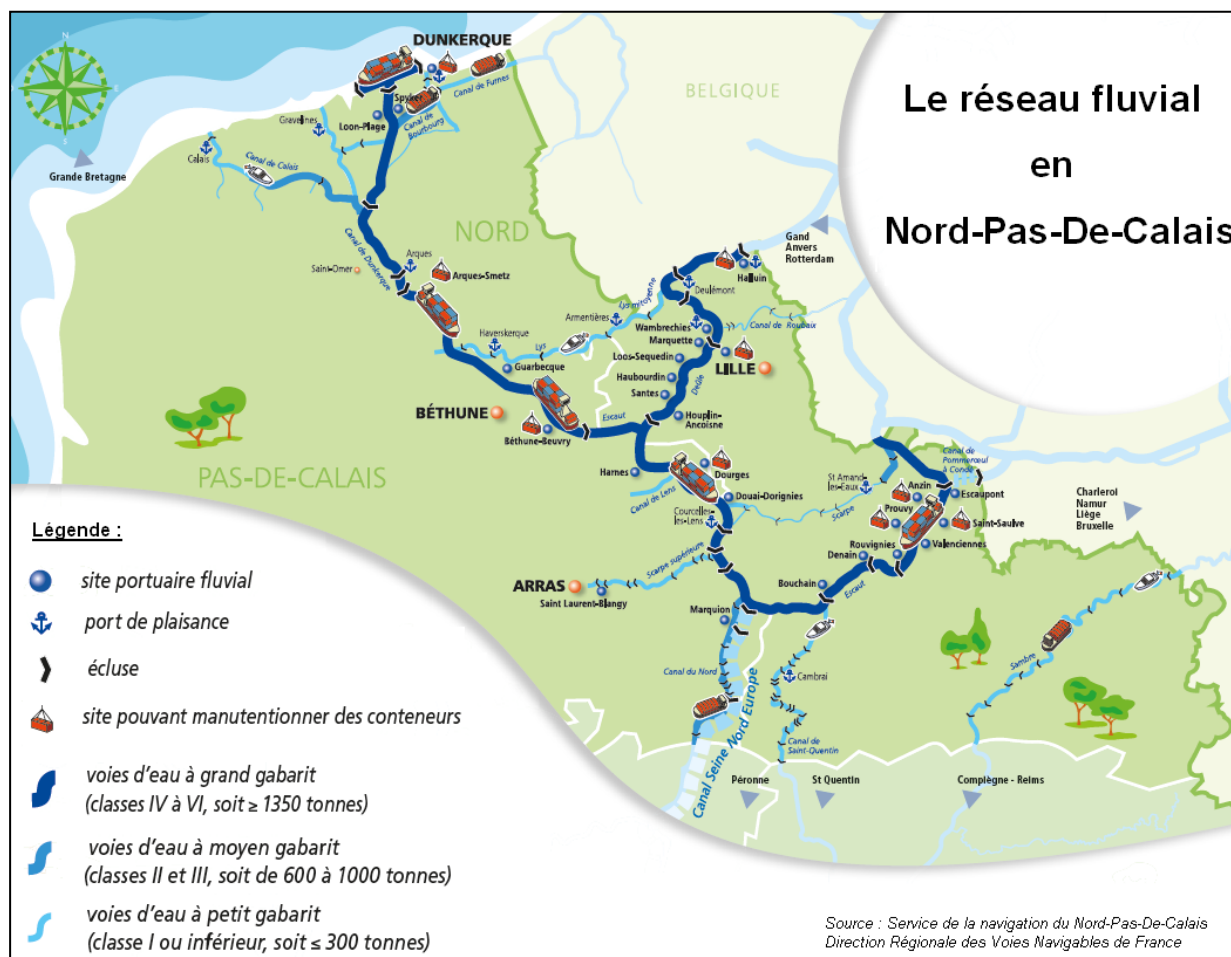 Le réseau fluvial
en
Nord-Pas-De-Calais
DUNKERQUE
BELGIQUE
Canal de Furnes
Spyker
Loon-Plage
Canal de
Bourbourg
Gravelines
Calais
Canal de Calais
Grande Bretagne
NORD
Canal de Dunkerque
Saint-Omer
Arques
Arques-Smetz
Gand
Anvers
Rotterdam
Halluin
Deulémont
Lys mitoyenne
Armentières
Haverskerque
Lys
Guarbecque
Wambrechies
Marquette
Canal de Roubaix
Loos-Sequedin
LILLE
Haubourdin
Santes
Deûle
Houplin-
Ancoisne
BÉTHUNE
Béthune-Beuvry
Escaut
PAS-DE-CALAIS
Harnes
Dourges
Canal de Lens
Douai-Dorignies
Courcelles
-les-Lens
St Amand
-les-Eaux
Scarpe
Canal de
Pommerœul
à Condé
Anzin
Escaupont
Prouvy
Saint-Saulve
Rouvignies
Valenciennes
Denain
Charleroi
Namur
Liège
Bruxelle
Scarpe supérieure
ARRAS
Saint Laurent-Blangy
Bouchain
Escaut
Marquion
Canal du Nord
Canal Seine Nord Europe
Cambrai
Canal de
Saint-Quentin
Sambre
Péronne
St Quentin
Complègne - Reims
Légende :
site portuaire fluvial
port de plaisance
écluse
site pouvant manutentionner des conteneurs
voies d'eau à grand gabarit
(classes IV à VI, soit ≥ 1350 tonnes)
voies d'eau à moyen gabarit
(classes II et III, soit de 600 à 1000 tonnes)
voies d'eau à petit gabarit
(classe I ou inférieur, soit ≤ 300 tonnes)
Source : Service de la navigation du Nord-Pas-De-Calais
Direction Régionale des Voies Navigables de France